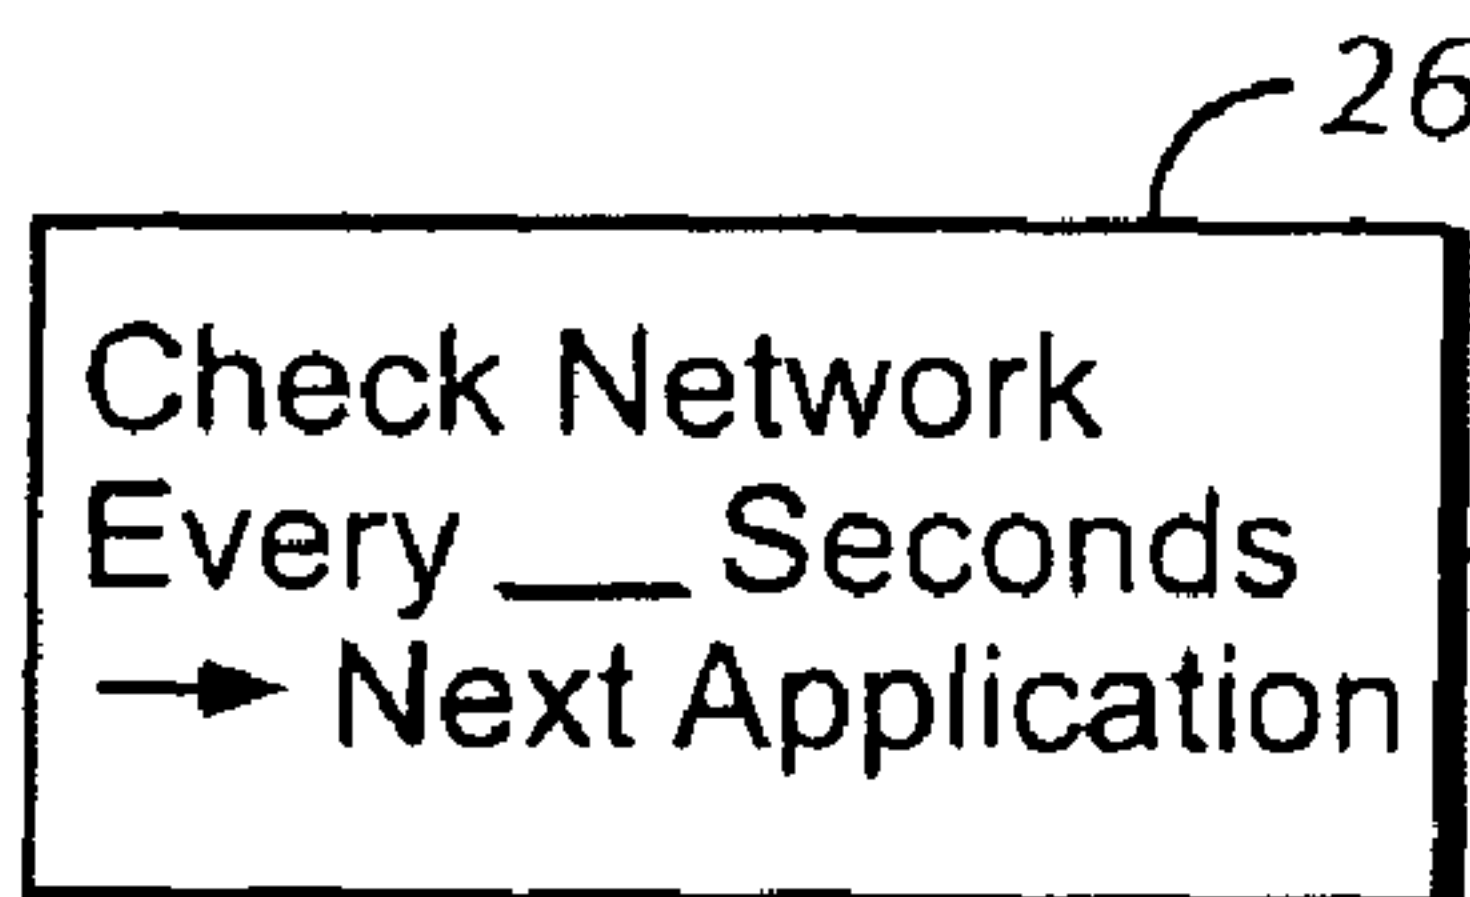 26
Check Network
Every __ Seconds
→ Next Application